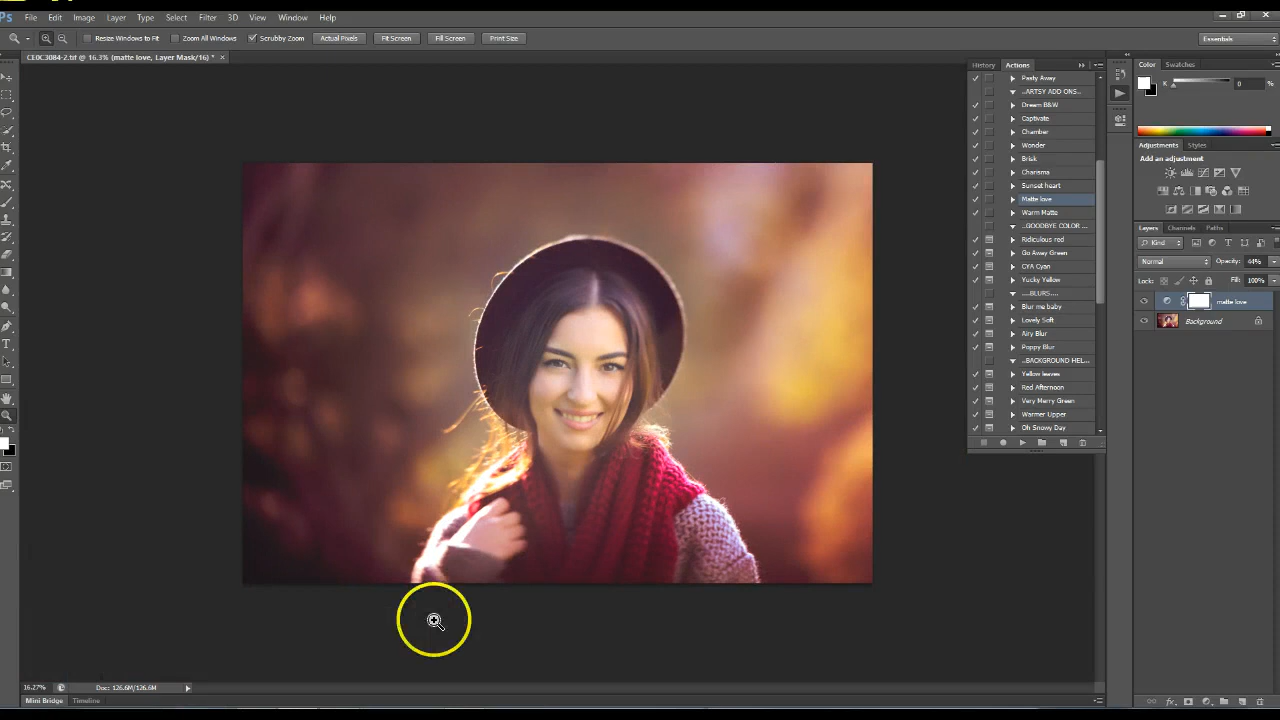 Ps File Edit Image Layer Type Select Filter 3D View Window Help
Resize Windows to Fit Zoom All Windows Scrubby Zoom Actual Pixels Fit Screen Fill Screen Print Size Essentials
CE0C3084-2.tif @ 16.3% (matte love, Layer Mask/16) * ×
History Actions
Pasty Away
..ARTSY ADD ONS..
Dream B&W
Captivate
Chamber
Wonder
Brisk
Charisma
Sunset heart
Matte love
Warm Matte
..GOODBYE COLOR ...
Ridiculous red
Go Away Green
CYA Cyan
Yucky Yellow
....BLURS....
Blur me baby
Lovely Soft
Airy Blur
Poppy Blur
..BACKGROUND HEL...
Yellow leaves
Red Afternoon
Very Merry Green
Warmer Upper
Oh Snowy Day
Color Swatches
K 0 %
Adjustments Styles
Add an adjustment
Layers Channels Paths
Kind
Normal Opacity: 44%
Lock: Fill: 100%
matte love
Background
16.27% Doc: 126.6M/126.6M
Mini Bridge Timeline